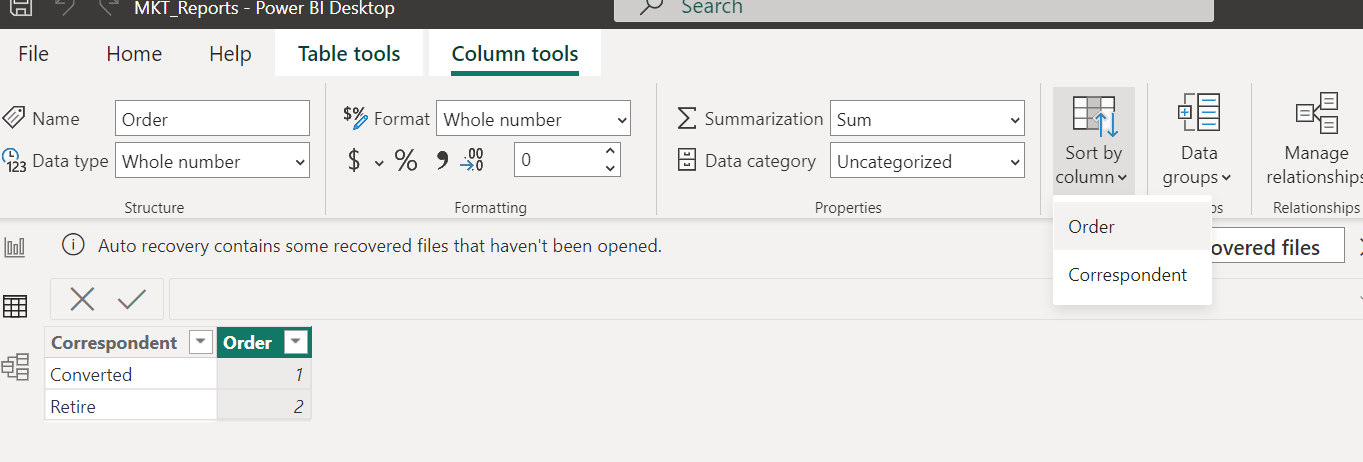 MKT_Reports - Power BI Desktop
Search
File Home Help Table tools Column tools
Name Order
$% Format Whole number
Summarization Sum
Sort by
column
Data
groups
Manage
relationships
123 Data type Whole number
$ % , .00 .0 0
Data category Uncategorized
Structure Formatting Properties ps Relationships
Order
Correspondent
Auto recovery contains some recovered files that haven't been opened.
overed files
Correspondent Order
Converted 1
Retire 2